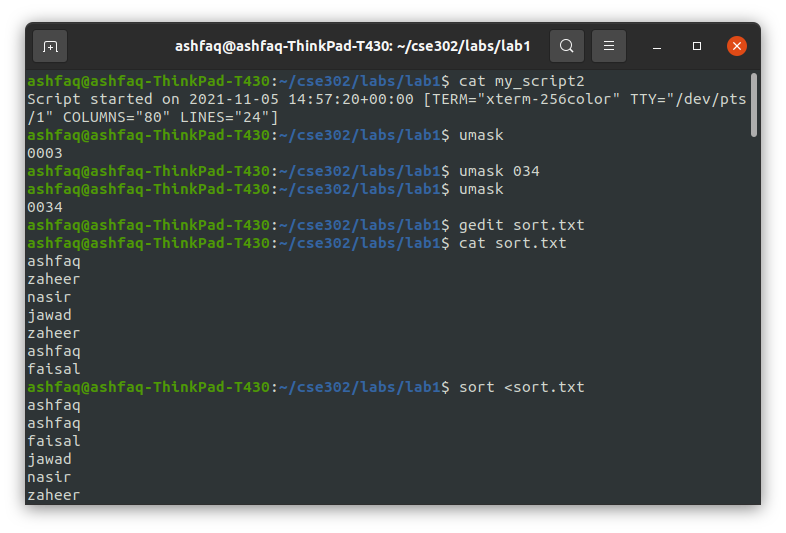 ashfaq@ashfaq-ThinkPad-T430: ~/cse302/labs/lab1
ashfaq@ashfaq-ThinkPad-T430:~/cse302/labs/lab1$ cat my_script2
Script started on 2021-11-05 14:57:20+00:00 [TERM="xterm-256color" TTY="/dev/pts
/1" COLUMNS="80" LINES="24"]
ashfaq@ashfaq-ThinkPad-T430:~/cse302/labs/lab1$ umask
0003
ashfaq@ashfaq-ThinkPad-T430:~/cse302/labs/lab1$ umask 034
ashfaq@ashfaq-ThinkPad-T430:~/cse302/labs/lab1$ umask
0034
ashfaq@ashfaq-ThinkPad-T430:~/cse302/labs/lab1$ gedit sort.txt
ashfaq@ashfaq-ThinkPad-T430:~/cse302/labs/lab1$ cat sort.txt
ashfaq
zaheer
nasir
jawad
zaheer
ashfaq
faisal
ashfaq@ashfaq-ThinkPad-T430:~/cse302/labs/lab1$ sort <sort.txt
ashfaq
ashfaq
faisal
jawad
nasir
zaheer